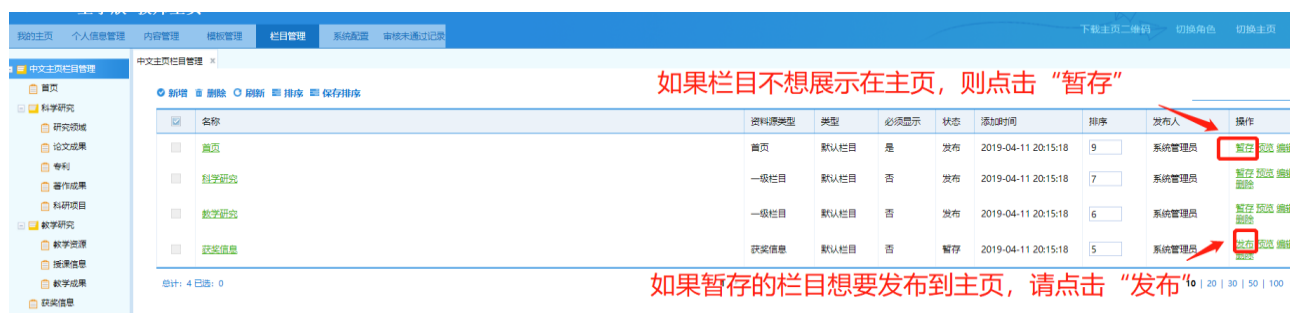 下载主页二维码 切换角色 切换主页
我的主页 个人信息管理 内容管理 模板管理 栏目管理 系统配置 审核未通过记录
中文主页栏目管理
中文主页栏目管理 ×
如果栏目不想展示在主页，则点击“暂存”
首页
新增 删除 刷新 排序 保存排序
科学研究
研究领域
名称 资料源类型 类型 必须显示 状态 添加时间 排序 发布人 操作
论文成果
首页 首页 默认栏目 是 发布 2019-04-11 20:15:18 9 系统管理员 暂存 预览 编辑
专利
著作成果
科学研究 一级栏目 默认栏目 否 发布 2019-04-11 20:15:18 7 系统管理员 暂存 预览 编辑
删除
科研项目
教学研究 一级栏目 默认栏目 否 发布 2019-04-11 20:15:18 6 系统管理员 暂存 预览 编辑
删除
教学研究
教学资源
获奖信息 获奖信息 默认栏目 否 暂存 2019-04-11 20:15:18 5 系统管理员 发布 预览 编辑
删除
授课信息
教学成果
总计: 4 已选: 0
如果暂存的栏目想要发布到主页，请点击“发布”
10 | 20 | 30 | 50 | 100
获奖信息